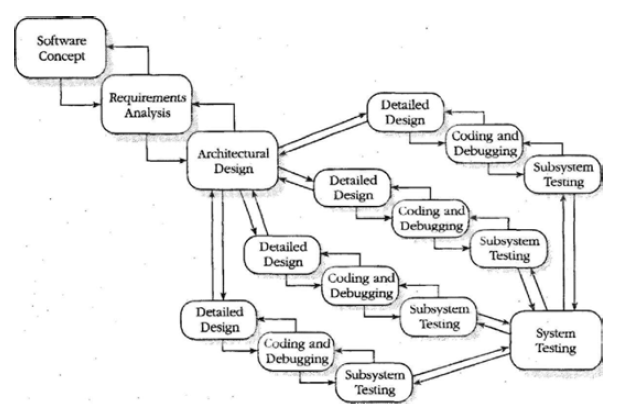 Software
Concept
Requirements
Analysis
Architectural
Design
Detailed
Design
Coding and
Debugging
Subsystem
Testing
Detailed
Design
Coding and
Debugging
Subsystem
Testing
Detailed
Design
Coding and
Debugging
Subsystem
Testing
Detailed
Design
Coding and
Debugging
Subsystem
Testing
System
Testing